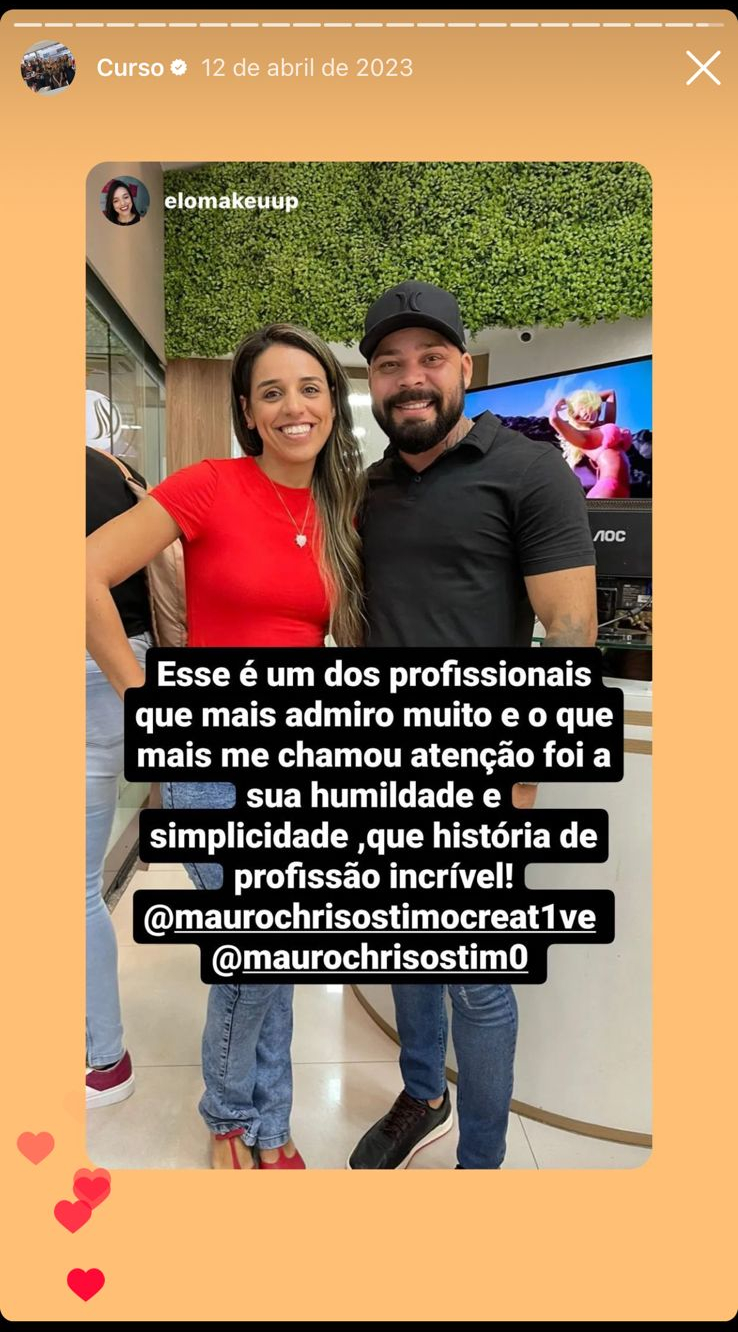 Curso 12 de abril de 2023
elomakeuup
AOC
Esse é um dos profissionais
que mais admiro muito e o que
mais me chamou atenção foi a
sua humildade e
simplicidade ,que história de
profissão incrível!
@maurochrisostimocreat1ve
@maurochrisostim0